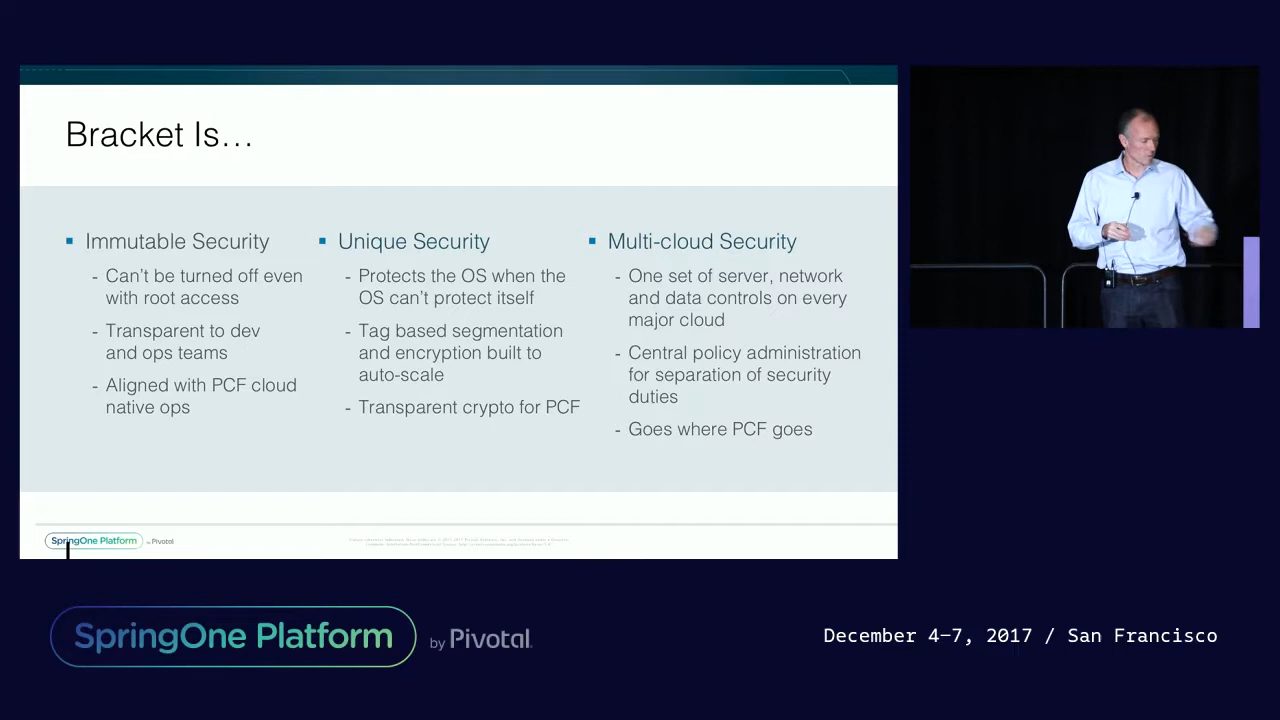 Bracket Is…
Immutable Security
- Can't be turned off even
with root access
- Transparent to dev
and ops teams
- Aligned with PCF cloud
native ops
Unique Security
- Protects the OS when the
OS can't protect itself
- Tag based segmentation
and encryption built to
auto-scale
- Transparent crypto for PCF
Multi-cloud Security
- One set of server, network
and data controls on every
major cloud
- Central policy administration
for separation of security
duties
- Goes where PCF goes
SpringOne Platform by Pivotal
SpringOne Platform by Pivotal.
December 4–7, 2017 / San Francisco